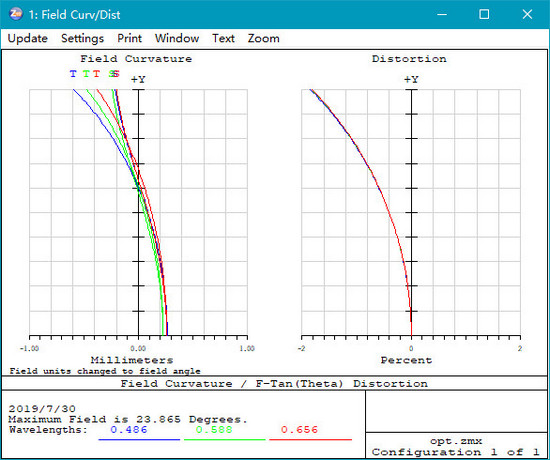 1: Field Curv/Dist
Update Settings Print Window Text Zoom
Field Curvature
Distortion
T T T S S
+Y
+Y
-1.00 0.00 1.00
-2 0 2
Millimeters
Percent
Field units changed to field angle
Field Curvature / F-Tan(Theta) Distortion
2019/7/30
Maximum Field is 23.865 Degrees.
Wavelengths: 0.486 0.588 0.656
opt.zmx
Configuration 1 of 1